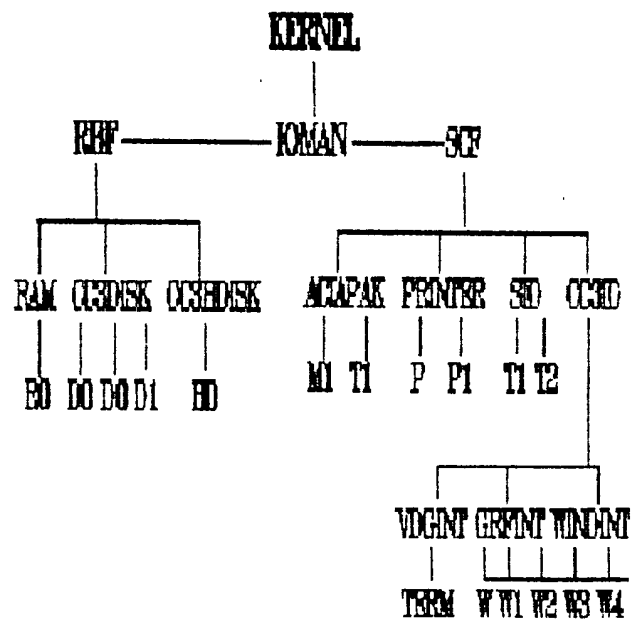 KERNEL
RBF IOMAN SCF
RAM CC3DISK CC3HDISK ACIAPAK PRINTER SIO CC3IO
R0 D0 D0 D1 H0 M1 T1 P P1 T1 T2
VDGINT GRFINT WINDINT
TERM W W1 W2 W3 W4